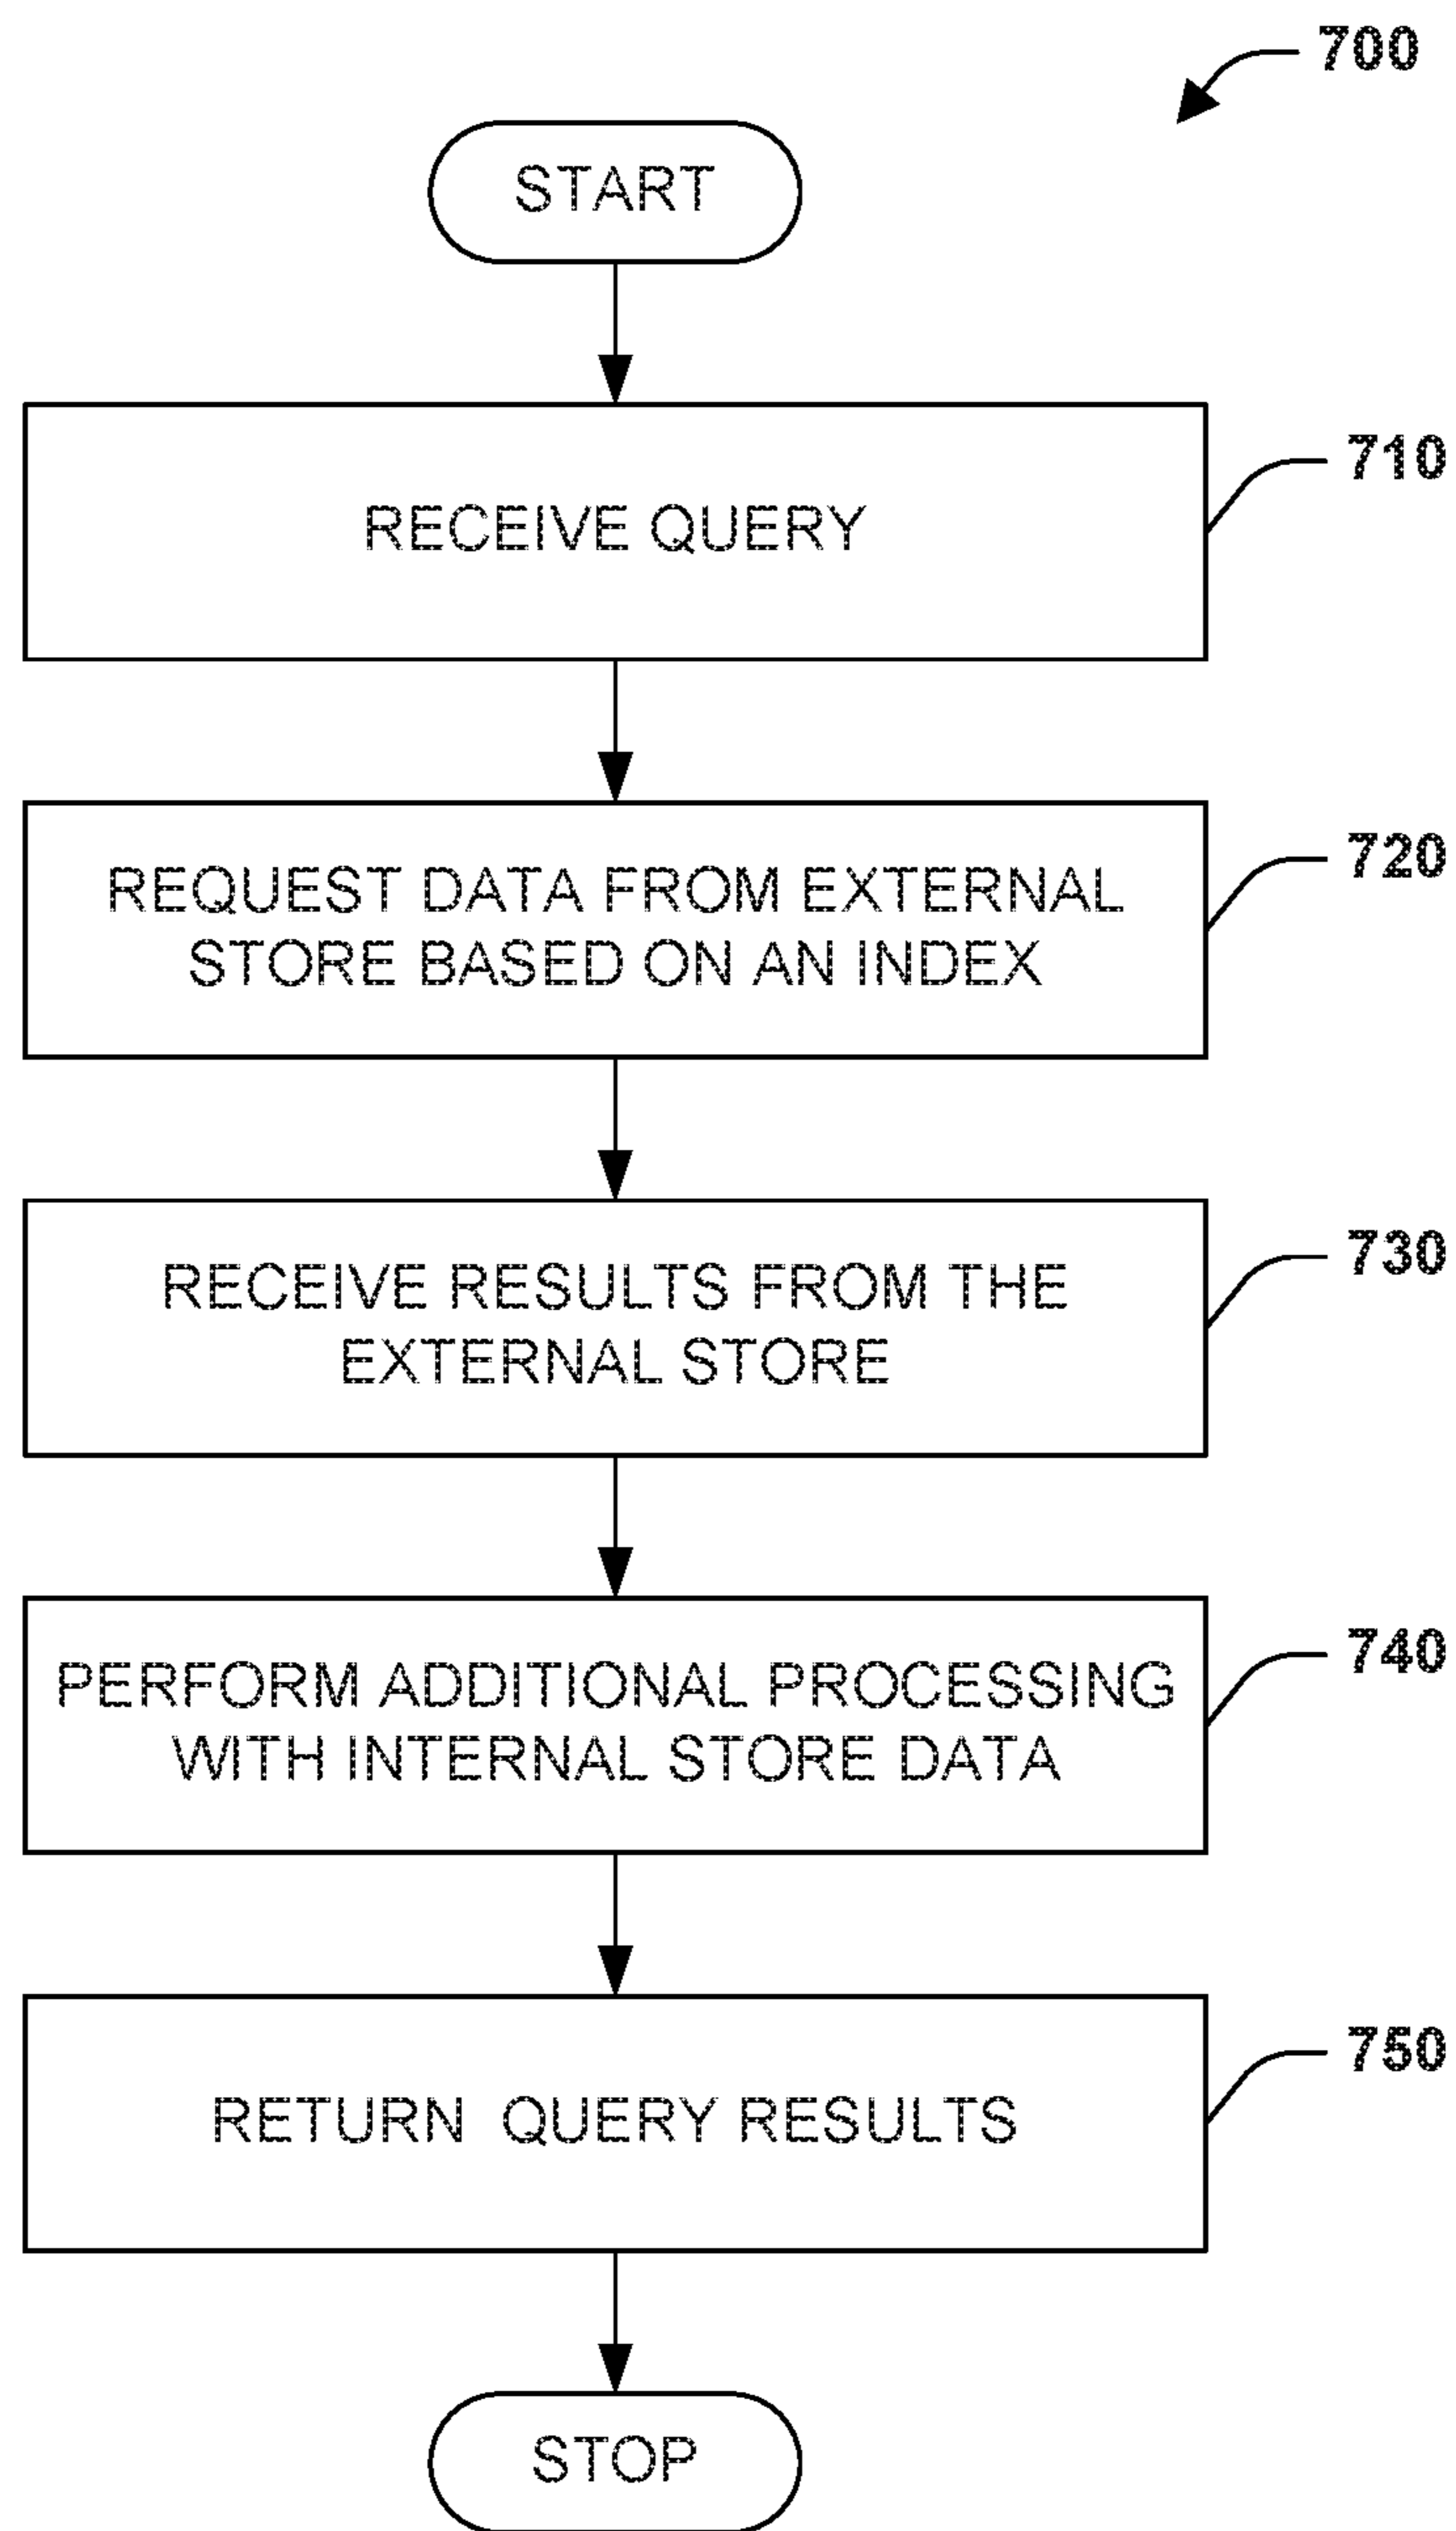 700
START
RECEIVE QUERY
710
REQUEST DATA FROM EXTERNAL
STORE BASED ON AN INDEX
720
RECEIVE RESULTS FROM THE
EXTERNAL STORE
730
PERFORM ADDITIONAL PROCESSING
WITH INTERNAL STORE DATA
740
RETURN QUERY RESULTS
750
STOP